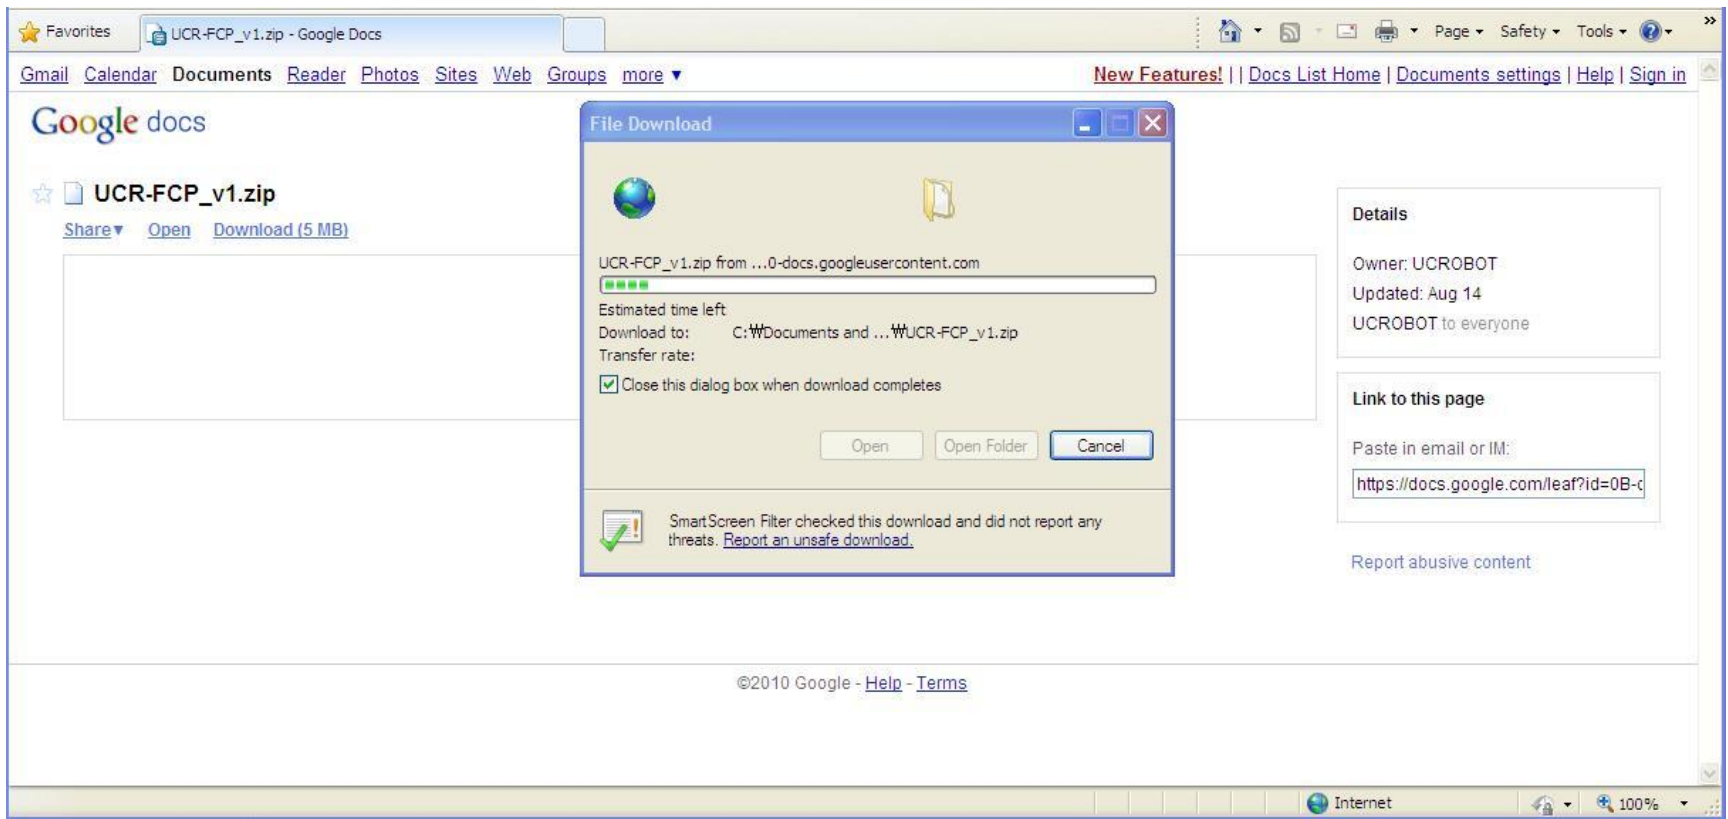 Favorites
UCR-FCP_v1.zip - Google Docs
Page
Safety
Tools
»
Gmail Calendar Documents Reader Photos Sites Web Groups more ▼
New Features! | | Docs List Home | Documents settings | Help | Sign in
Google docs
UCR-FCP_v1.zip
Share▼ Open Download (5 MB)
File Download
UCR-FCP_v1.zip from ...0-docs.googleusercontent.com
Estimated time left
Download to: C:₩Documents and ...₩UCR-FCP_v1.zip
Transfer rate:
Close this dialog box when download completes
Open Open Folder Cancel
SmartScreen Filter checked this download and did not report any
threats. Report an unsafe download.
Details
Owner: UCROBOT
Updated: Aug 14
UCROBOT to everyone
Link to this page
Paste in email or IM:
https://docs.google.com/leaf?id=0B-c
Report abusive content
©2010 Google - Help - Terms
Internet
100%